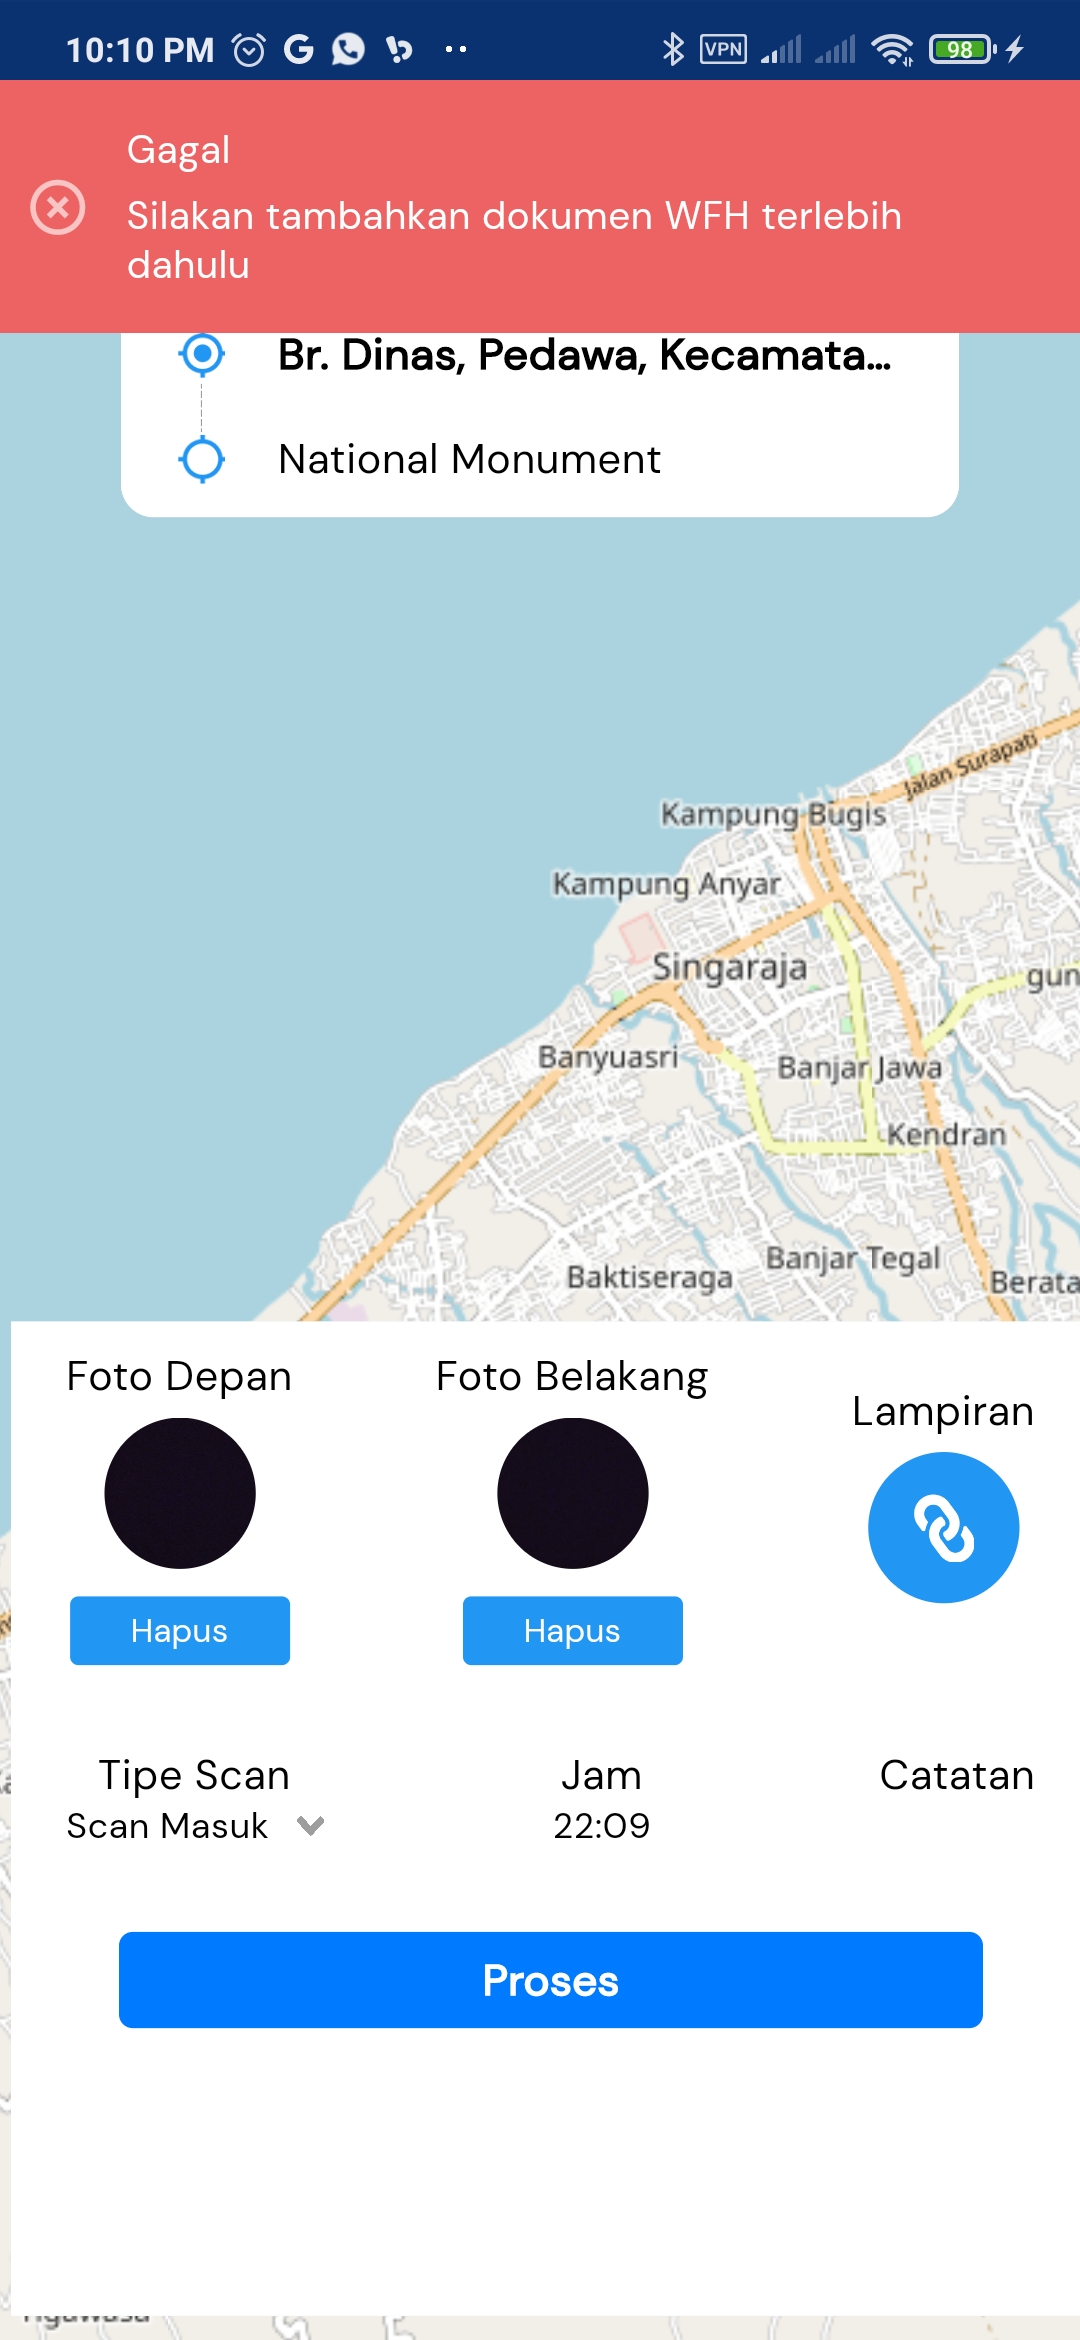 10:10 PM
VPN
98
Gagal
Silakan tambahkan dokumen WFH terlebih
dahulu
Br. Dinas, Pedawa, Kecamata...
National Monument
Jalan Surapati
Kampung Bugis
Kampung Anyar
Singaraja
gun
Banyuasri
Banjar Jawa
Kendran
Banjar Tegal
Baktiseraga
Berata
Foto Depan
Foto Belakang
Lampiran
Hapus
Hapus
Tipe Scan
Jam
Catatan
Scan Masuk
22:09
Proses